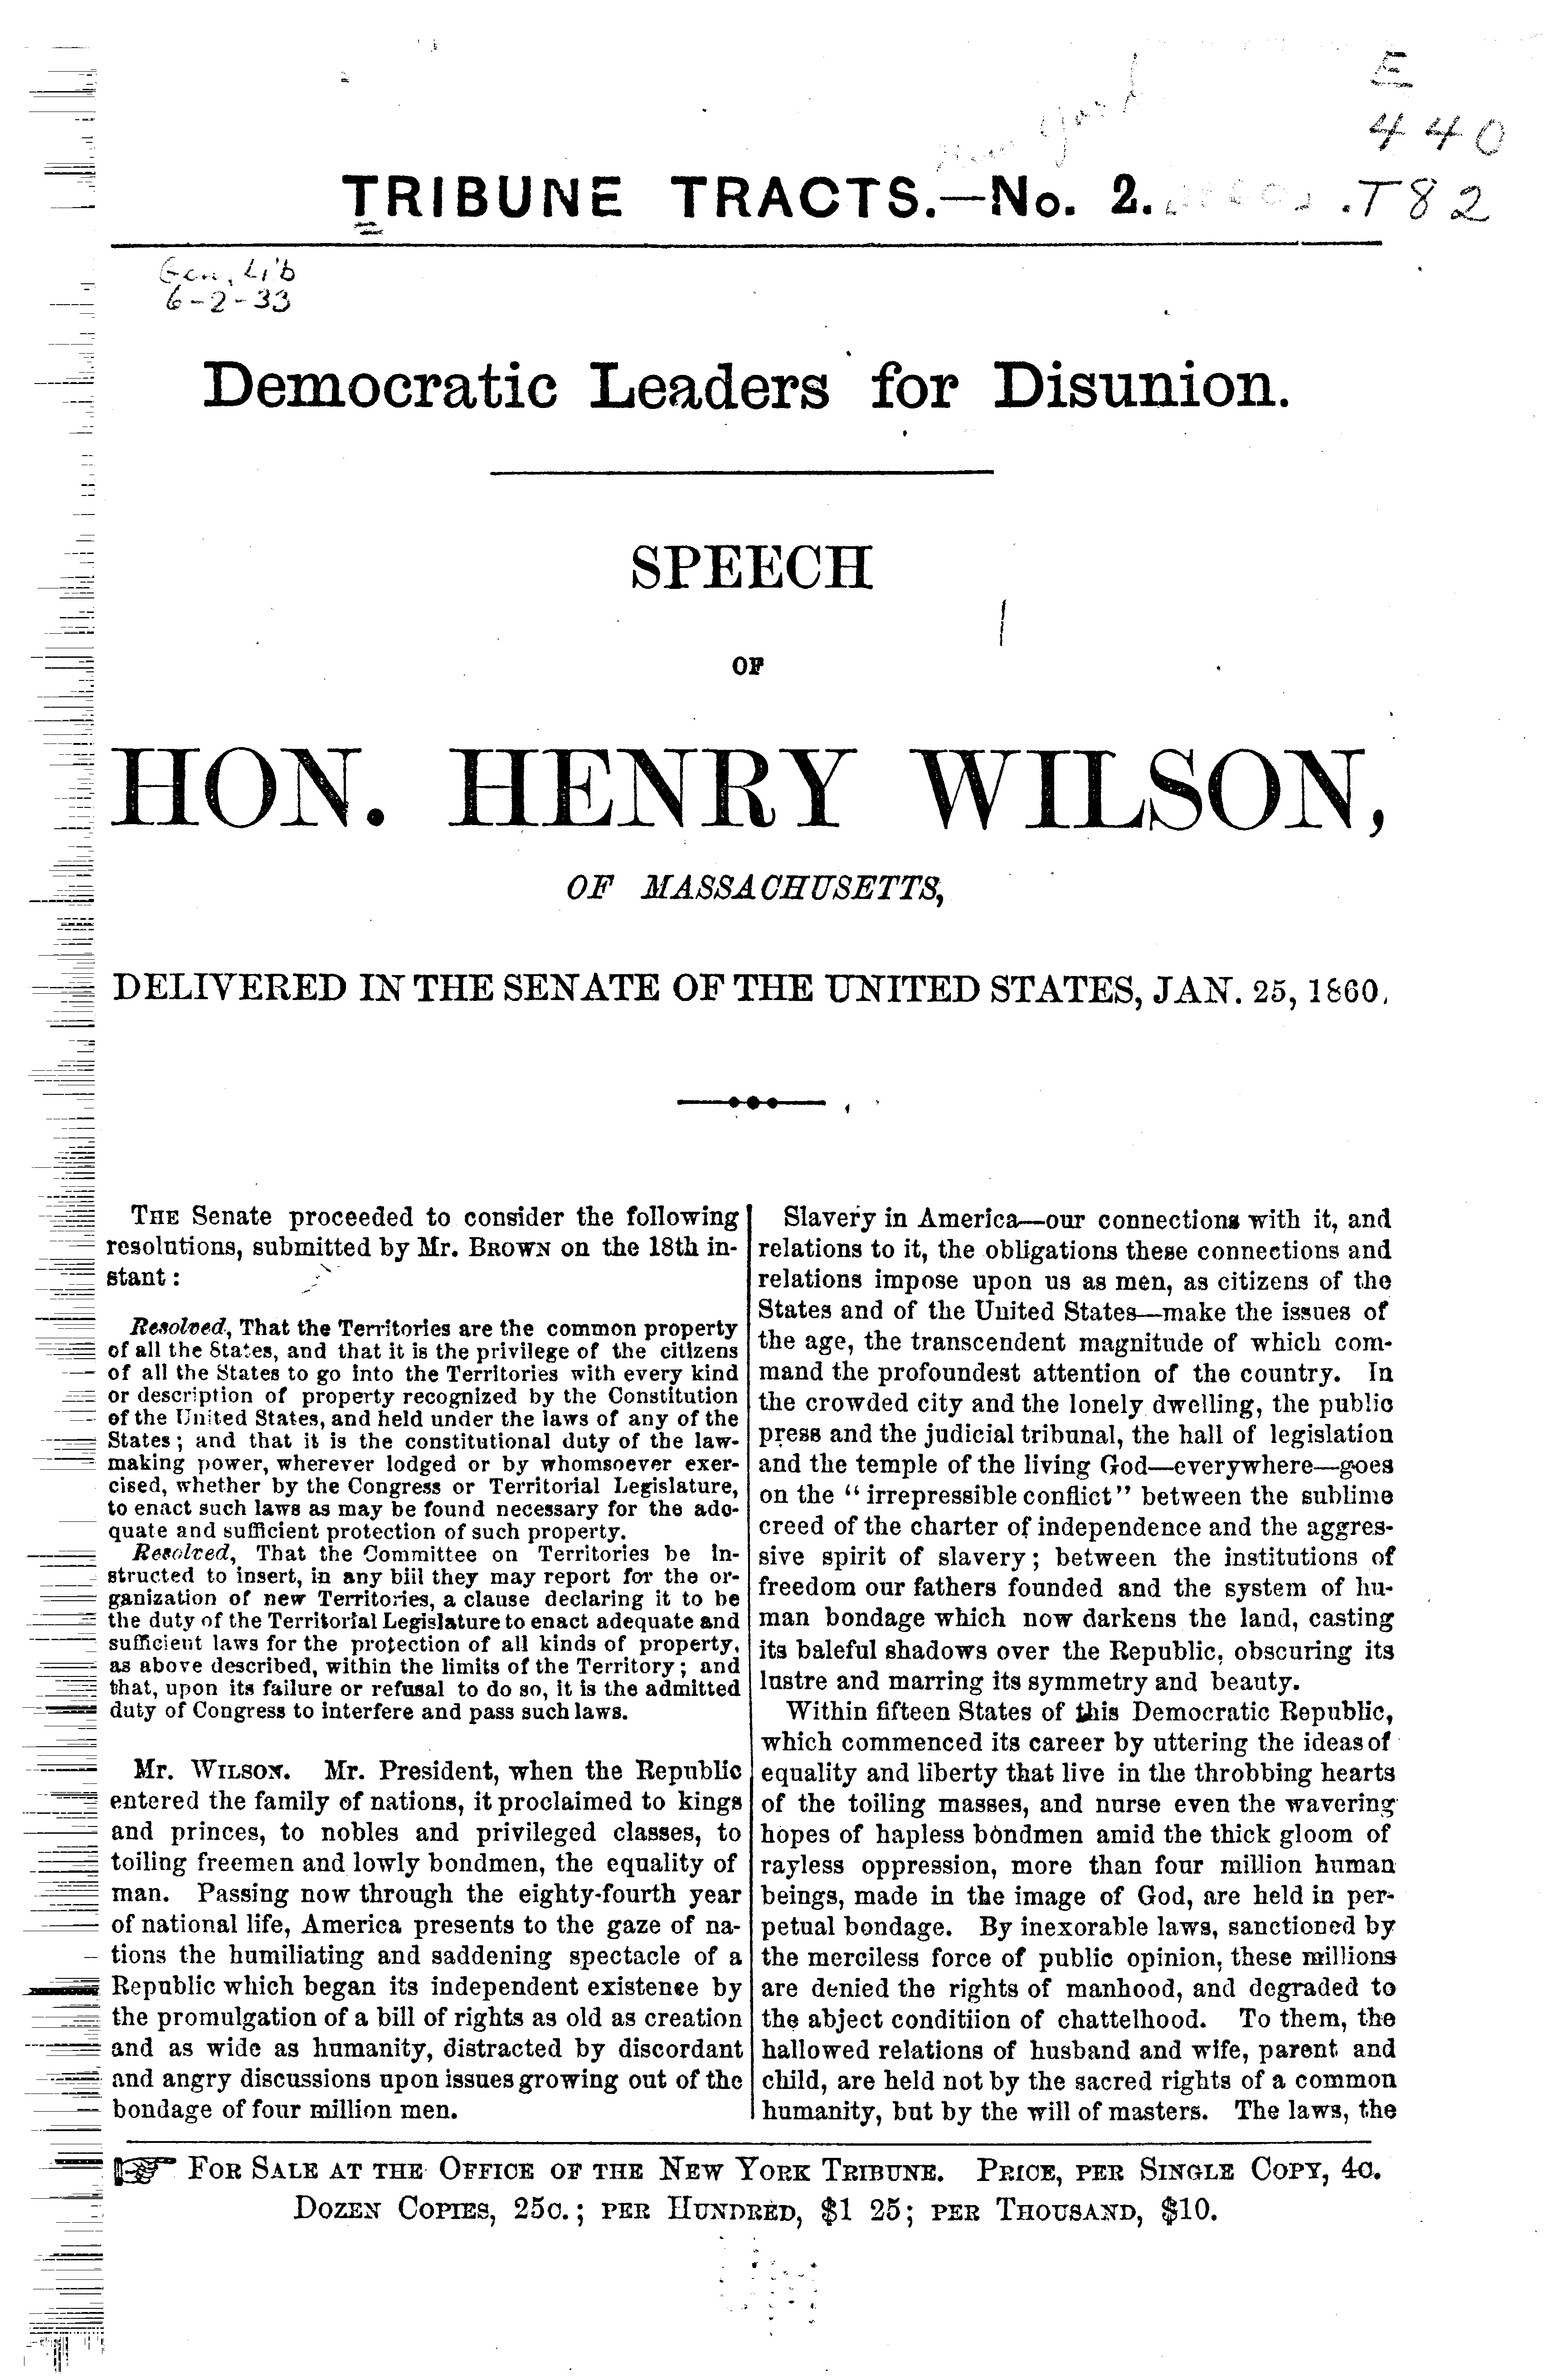 E
440
TRIBUNE TRACTS.—No. 2.
.T82
Gen. Lib
6-2-33
Democratic Leaders for Disunion.
SPEECH
OF
HON. HENRY WILSON,
OF MASSACHUSETTS,
DELIVERED IN THE SENATE OF THE UNITED STATES, JAN. 25, 1860.
THE Senate proceeded to consider the following
resolutions, submitted by Mr. BROWN on the 18th in-
stant:
Resolved, That the Territories are the common property
of all the States, and that it is the privilege of the citizens
of all the States to go into the Territories with every kind
or description of property recognized by the Constitution
of the United States, and held under the laws of any of the
States; and that it is the constitutional duty of the law-
making power, wherever lodged or by whomsoever exer-
cised, whether by the Congress or Territorial Legislature,
to enact such laws as may be found necessary for the ade-
quate and sufficient protection of such property.
Resolved, That the Committee on Territories be in-
structed to insert, in any bill they may report for the or-
ganization of new Territories, a clause declaring it to be
the duty of the Territorial Legislature to enact adequate and
sufficient laws for the protection of all kinds of property,
as above described, within the limits of the Territory; and
that, upon its failure or refusal to do so, it is the admitted
duty of Congress to interfere and pass such laws.
Mr. WILSON. Mr. President, when the Republic
entered the family of nations, it proclaimed to kings
and princes, to nobles and privileged classes, to
toiling freemen and lowly bondmen, the equality of
man. Passing now through the eighty-fourth year
of national life, America presents to the gaze of na-
tions the humiliating and saddening spectacle of a
Republic which began its independent existence by
the promulgation of a bill of rights as old as creation
and as wide as humanity, distracted by discordant
and angry discussions upon issues growing out of the
bondage of four million men.
Slavery in America—our connections with it, and
relations to it, the obligations these connections and
relations impose upon us as men, as citizens of the
States and of the United States—make the issues of
the age, the transcendent magnitude of which com-
mand the profoundest attention of the country. In
the crowded city and the lonely dwelling, the public
press and the judicial tribunal, the hall of legislation
and the temple of the living God—everywhere—goes
on the "irrepressible conflict" between the sublime
creed of the charter of independence and the aggres-
sive spirit of slavery; between the institutions of
freedom our fathers founded and the system of hu-
man bondage which now darkens the land, casting
its baleful shadows over the Republic, obscuring its
lustre and marring its symmetry and beauty.
Within fifteen States of this Democratic Republic,
which commenced its career by uttering the ideas of
equality and liberty that live in the throbbing hearts
of the toiling masses, and nurse even the wavering
hopes of hapless bondmen amid the thick gloom of
rayless oppression, more than four million human
beings, made in the image of God, are held in per-
petual bondage. By inexorable laws, sanctioned by
the merciless force of public opinion, these millions
are denied the rights of manhood, and degraded to
the abject conditiion of chattelhood. To them, the
hallowed relations of husband and wife, parent and
child, are held not by the sacred rights of a common
humanity, but by the will of masters. The laws, the
☞ FOR SALE AT THE OFFICE OF THE NEW YORK TRIBUNE. PRICE, PER SINGLE COPY, 4C.
DOZEN COPIES, 25C.; PER HUNDRED, $1 25; PER THOUSAND, $10.